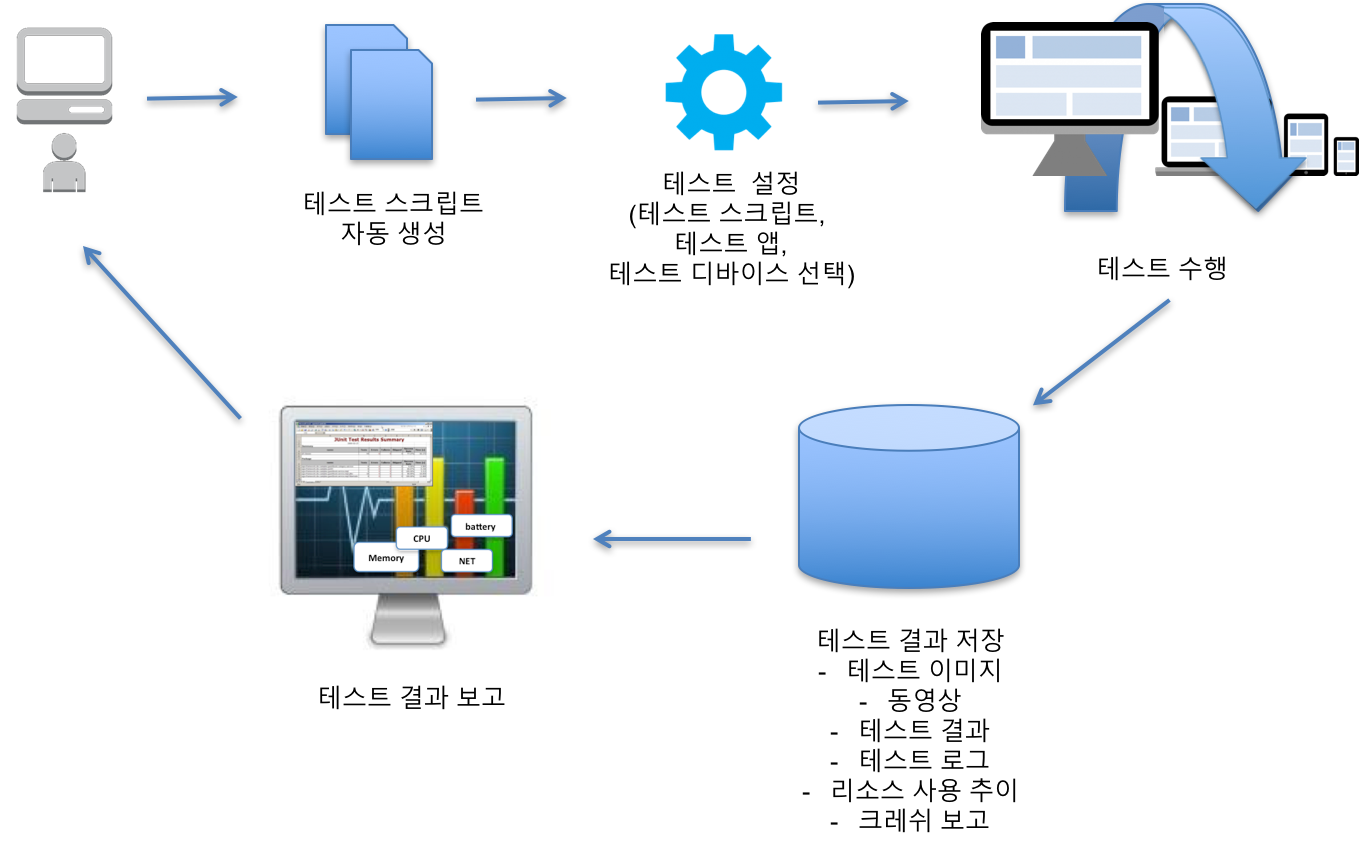 테스트 스크립트
자동 생성
테스트 설정
(테스트 스크립트,
테스트 앱,
테스트 디바이스 선택)
테스트 수행
JUnit Test Results Summary
battery
CPU
Memory
NET
테스트 결과 보고
테스트 결과 저장
- 테스트 이미지
- 동영상
- 테스트 결과
- 테스트 로그
- 리소스 사용 추이
- 크레쉬 보고